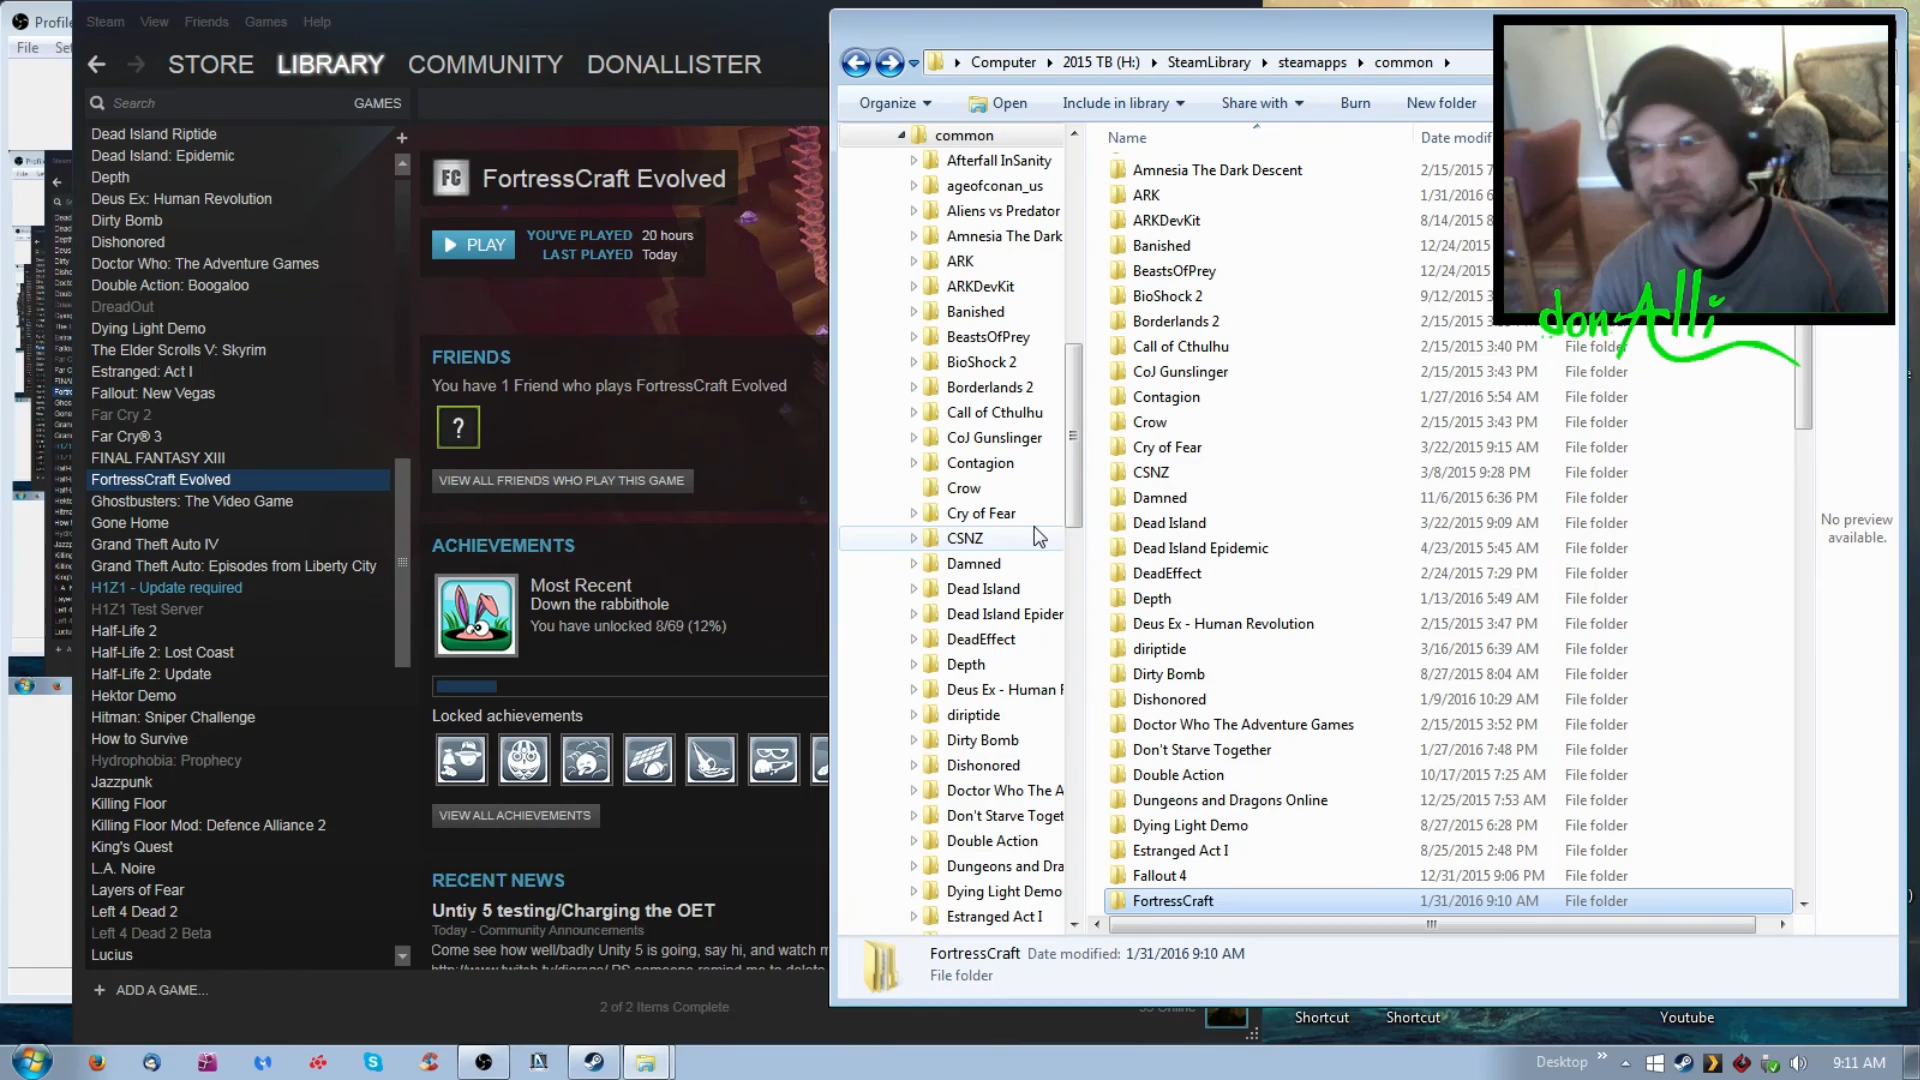 Profile
File Se
Steam View Friends Games Help
STORE LIBRARY COMMUNITY DONALLISTER
Search GAMES
Dead Island Riptide
Dead Island: Epidemic
Depth
Deus Ex: Human Revolution
Dirty Bomb
Dishonored
Doctor Who: The Adventure Games
Double Action: Boogaloo
DreadOut
Dying Light Demo
The Elder Scrolls V: Skyrim
Estranged: Act I
Fallout: New Vegas
Far Cry 2
Far Cry® 3
FINAL FANTASY XIII
FortressCraft Evolved
Ghostbusters: The Video Game
Gone Home
Grand Theft Auto IV
Grand Theft Auto: Episodes from Liberty City
H1Z1 - Update required
H1Z1 Test Server
Half-Life 2
Half-Life 2: Lost Coast
Half-Life 2: Update
Hektor Demo
Hitman: Sniper Challenge
How to Survive
Hydrophobia: Prophecy
Jazzpunk
Killing Floor
Killing Floor Mod: Defence Alliance 2
King's Quest
L.A. Noire
Layers of Fear
Left 4 Dead 2
Left 4 Dead 2 Beta
Lucius
+ ADD A GAME...
FC FortressCraft Evolved
PLAY
YOU'VE PLAYED 20 hours
LAST PLAYED Today
FRIENDS
You have 1 Friend who plays FortressCraft Evolved
?
VIEW ALL FRIENDS WHO PLAY THIS GAME
ACHIEVEMENTS
Most Recent
Down the rabbithole
You have unlocked 8/69 (12%)
Locked achievements
VIEW ALL ACHIEVEMENTS
RECENT NEWS
Untiy 5 testing/Charging the OET
Today - Community Announcements
Come see how well/badly Unity 5 is going, say hi, and watch m
2 of 2 Items Complete
Computer 2015 TB (H:) SteamLibrary steamapps common
Organize Open Include in library Share with Burn New folder
common
Afterfall InSanity
ageofconan_us
Aliens vs Predator
Amnesia The Dark
ARK
ARKDevKit
Banished
BeastsOfPrey
BioShock 2
Borderlands 2
Call of Cthulhu
CoJ Gunslinger
Contagion
Crow
Cry of Fear
CSNZ
Damned
Dead Island
Dead Island Epider
DeadEffect
Depth
Deus Ex - Human F
diriptide
Dirty Bomb
Dishonored
Doctor Who The A
Don't Starve Toget
Double Action
Dungeons and Dra
Dying Light Demo
Estranged Act I
Name Date modif
Amnesia The Dark Descent 2/15/2015 7
ARK 1/31/2016 6
ARKDevKit 8/14/2015 8
Banished 12/24/2015
BeastsOfPrey 12/24/2015
BioShock 2 9/12/2015 3
Borderlands 2 2/15/2015 3
Call of Cthulhu 2/15/2015 3:40 PM File folder
CoJ Gunslinger 2/15/2015 3:43 PM File folder
Contagion 1/27/2016 5:54 AM File folder
Crow 2/15/2015 3:43 PM File folder
Cry of Fear 3/22/2015 9:15 AM File folder
CSNZ 3/8/2015 9:28 PM File folder
Damned 11/6/2015 6:36 PM File folder
Dead Island 3/22/2015 9:09 AM File folder
Dead Island Epidemic 4/23/2015 5:45 AM File folder
DeadEffect 2/24/2015 7:29 PM File folder
Depth 1/13/2016 5:49 AM File folder
Deus Ex - Human Revolution 2/15/2015 3:47 PM File folder
diriptide 3/16/2015 6:39 AM File folder
Dirty Bomb 8/27/2015 8:04 AM File folder
Dishonored 1/9/2016 10:29 AM File folder
Doctor Who The Adventure Games 2/15/2015 3:52 PM File folder
Don't Starve Together 1/27/2016 7:48 PM File folder
Double Action 10/17/2015 7:25 AM File folder
Dungeons and Dragons Online 12/25/2015 7:53 AM File folder
Dying Light Demo 8/27/2015 6:28 PM File folder
Estranged Act I 8/25/2015 2:48 PM File folder
Fallout 4 12/31/2015 9:06 PM File folder
FortressCraft 1/31/2016 9:10 AM File folder
No preview
available.
donAlli
FortressCraft Date modified: 1/31/2016 9:10 AM
File folder
Shortcut Shortcut Youtube
Desktop 9:11 AM